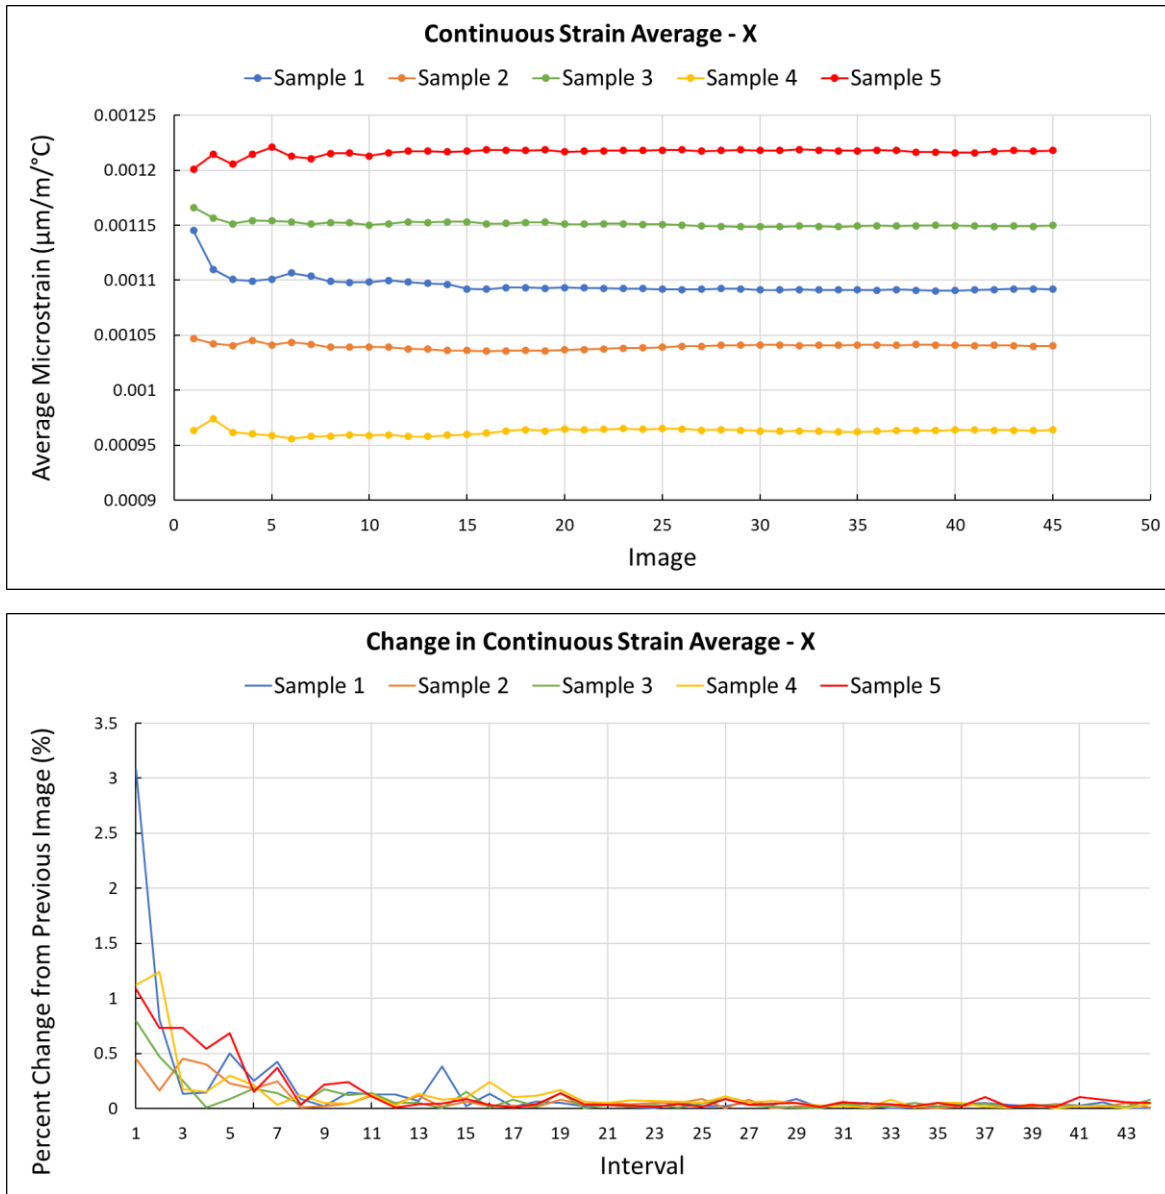 Continuous Strain Average - X
Sample 1 Sample 2 Sample 3 Sample 4 Sample 5
Average Microstrain (µm/m/°C)
0.00125
0.0012
0.00115
0.0011
0.00105
0.001
0.00095
0.0009
0 5 10 15 20 25 30 35 40 45 50
Image
Change in Continuous Strain Average - X
Sample 1 Sample 2 Sample 3 Sample 4 Sample 5
Percent Change from Previous Image (%)
3.5
3
2.5
2
1.5
1
0.5
0
1 3 5 7 9 11 13 15 17 19 21 23 25 27 29 31 33 35 37 39 41 43
Interval